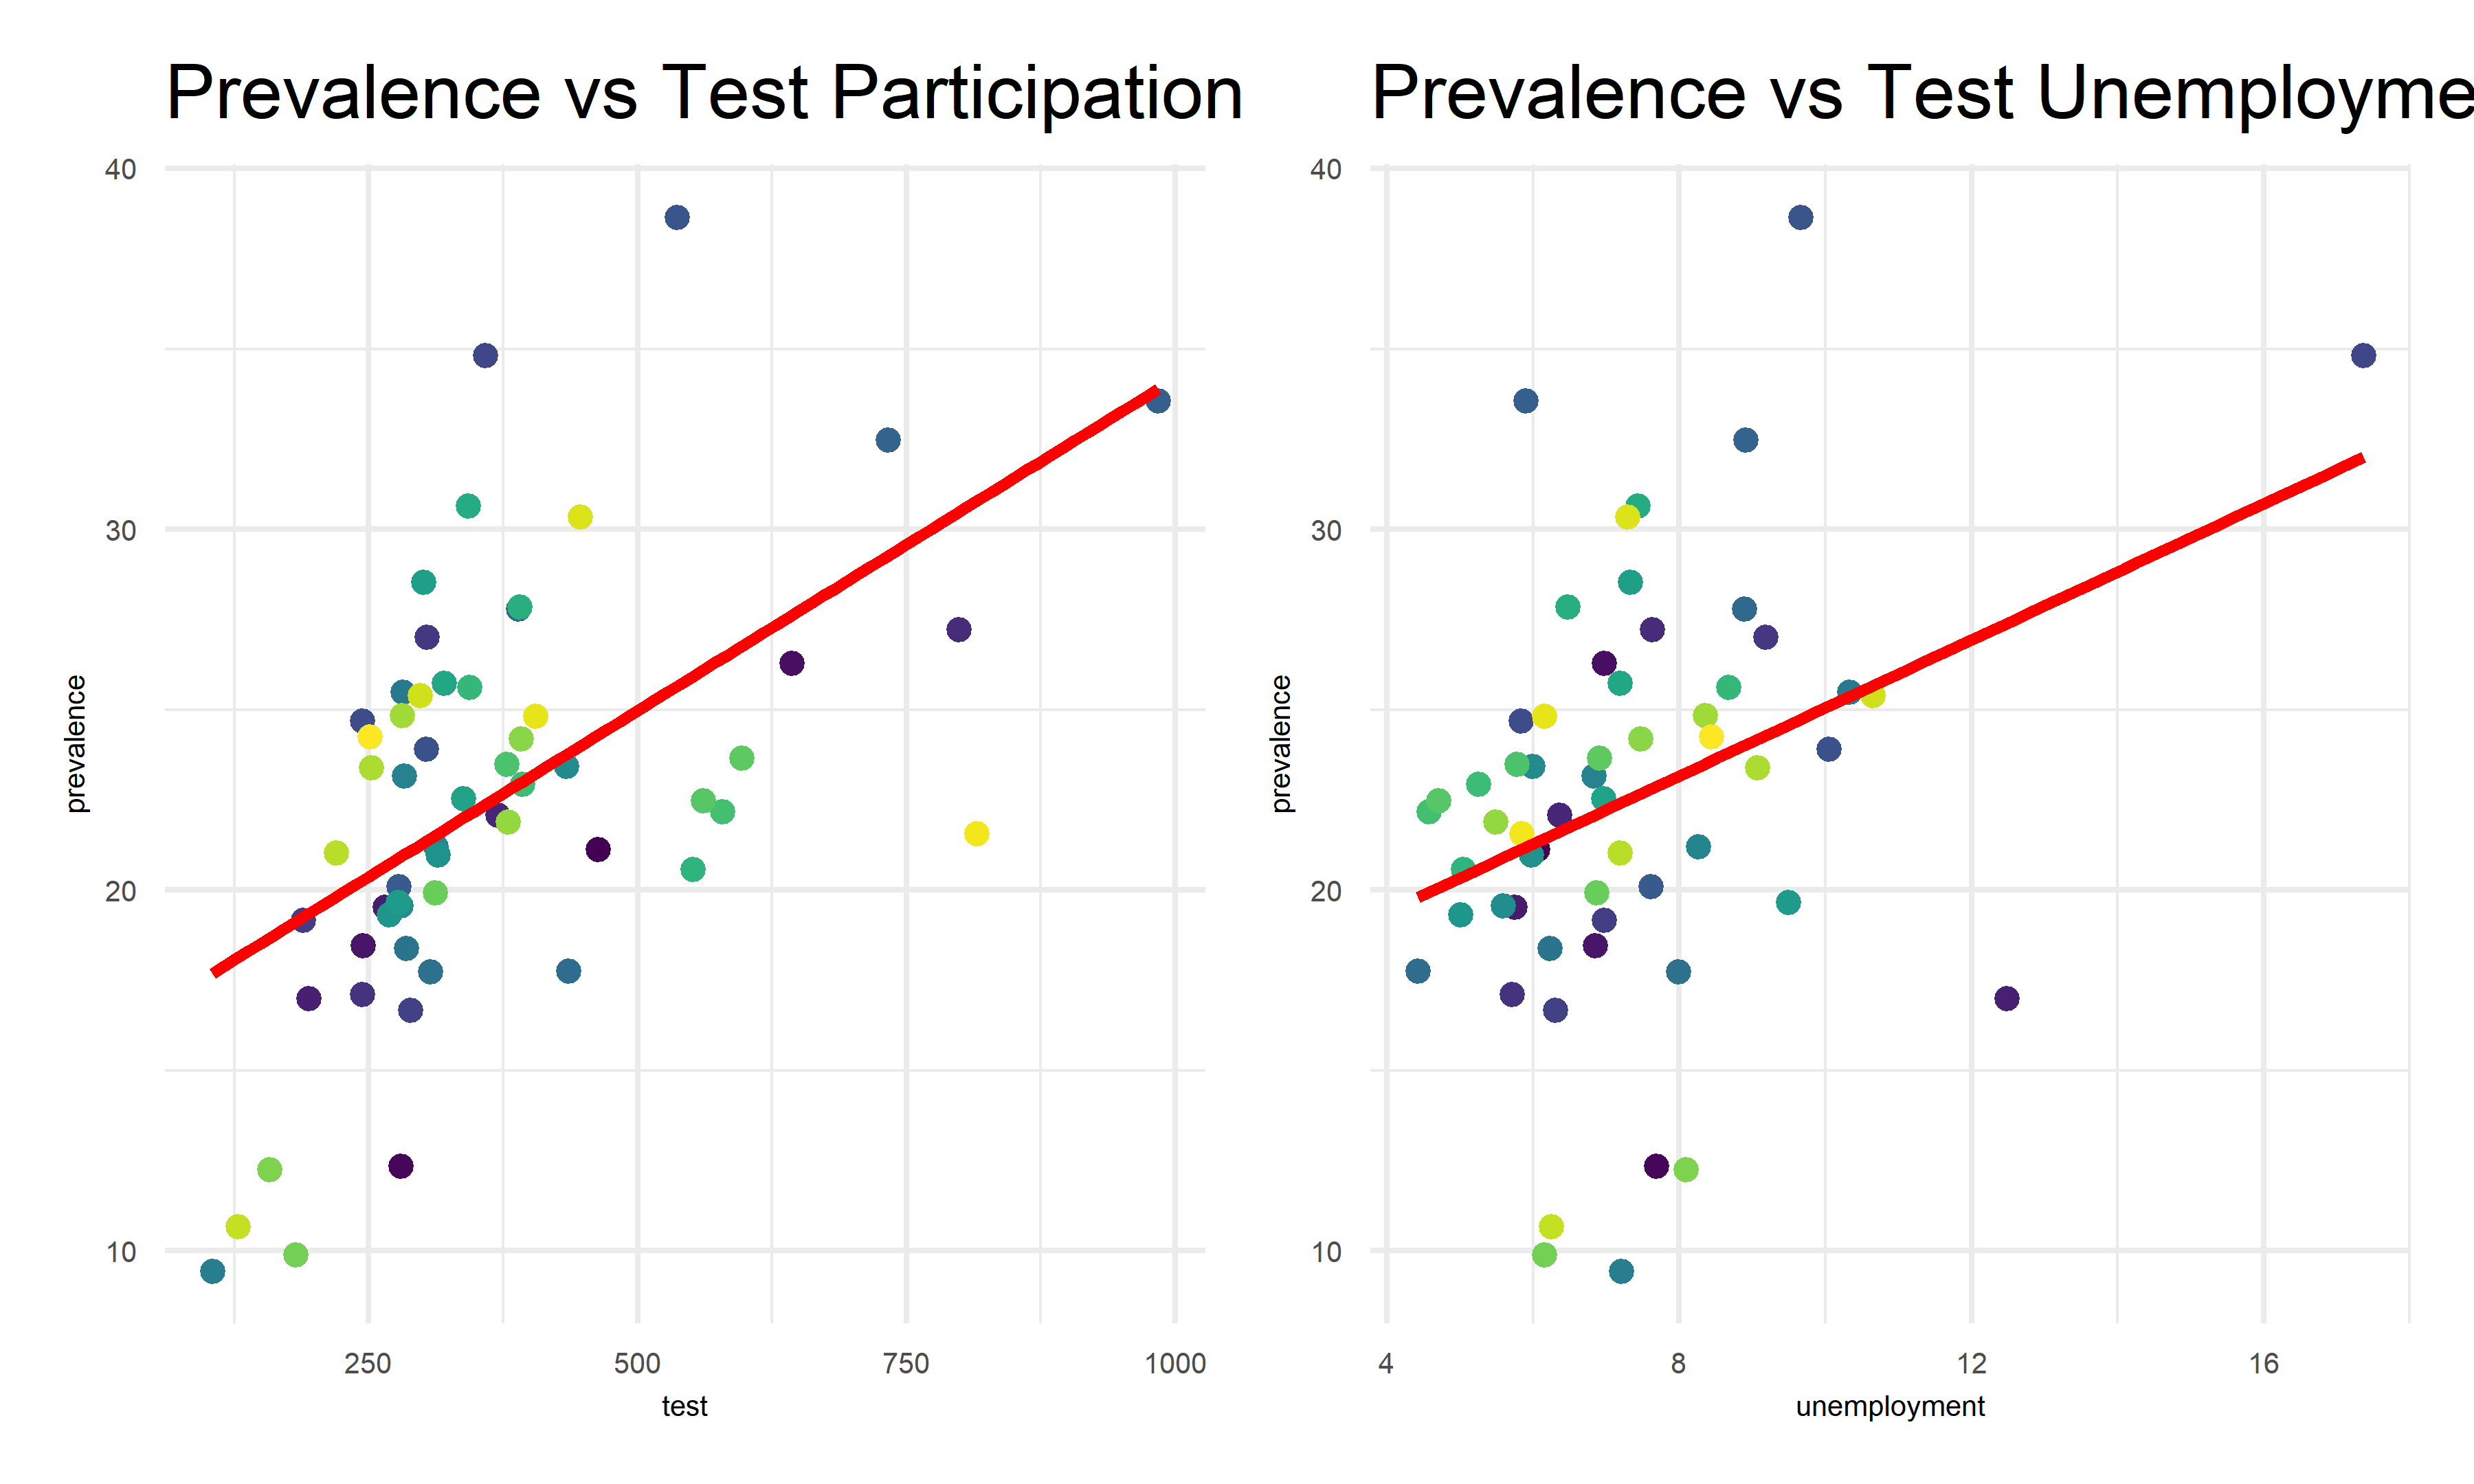 Prevalence vs Test Participation
40
30
20
10
prevalence
250 500 750 1000
test
Prevalence vs Test Unemployme
40
30
20
10
prevalence
4 8 12 16
unemployment